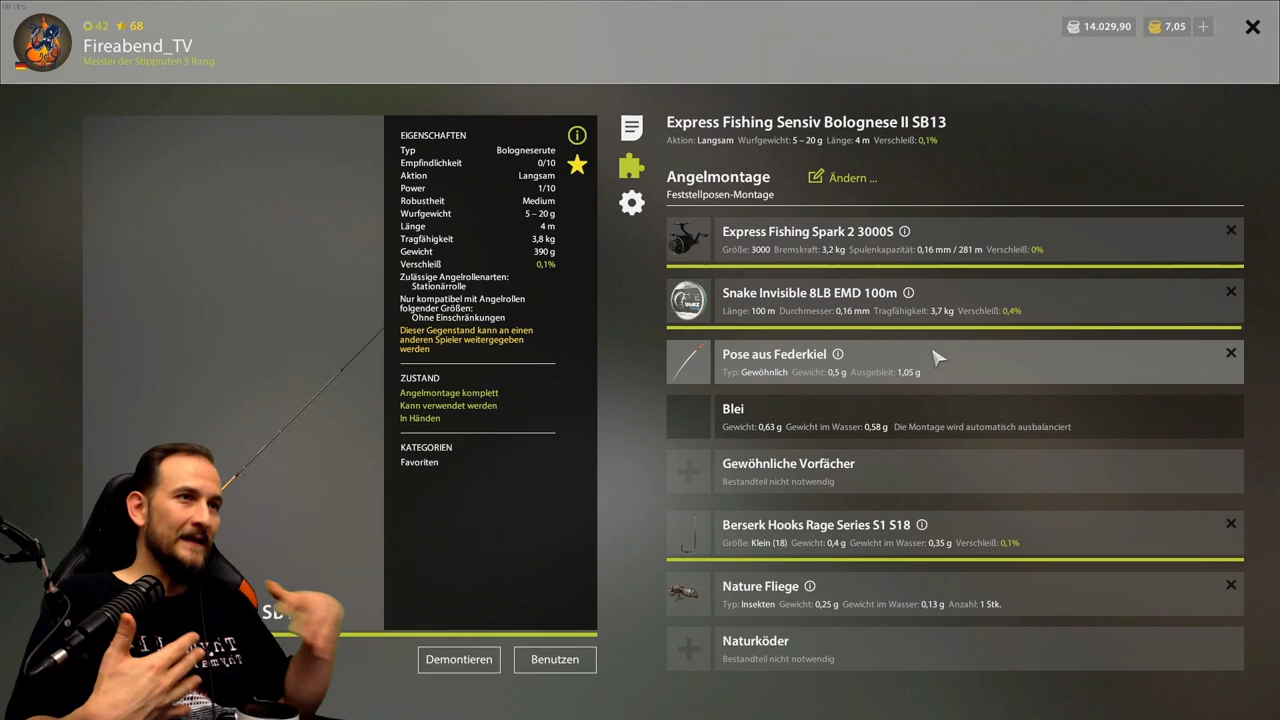 42 68
Fireabend_TV
Meister der Stippruten 5 Rang
14.029,90 7,05
EIGENSCHAFTEN
Typ Bologneserute
Empfindlichkeit 0/10
Aktion Langsam
Power 1/10
Robustheit Medium
Wurfgewicht 5 – 20 g
Länge 4 m
Tragfähigkeit 3,8 kg
Gewicht 390 g
Verschleiß 0,1%
Zulässige Angelrollenarten:
Stationärrolle
Nur kompatibel mit Angelrollen
folgender Größen:
Ohne Einschränkungen
Dieser Gegenstand kann an einen
anderen Spieler weitergegeben
werden
ZUSTAND
Angelmontage komplett
Kann verwendet werden
In Händen
KATEGORIEN
Favoriten
Demontieren
Benutzen
Express Fishing Sensiv Bolognese II SB13
Aktion: Langsam Wurfgewicht: 5 – 20 g Länge: 4 m Verschleiß: 0,1%
Angelmontage Ändern ...
Feststellposen-Montage
Express Fishing Spark 2 3000S
Größe: 3000 Bremskraft: 3,2 kg Spulenkapazität: 0,16 mm / 281 m Verschleiß: 0%
Snake Invisible 8LB EMD 100m
Länge: 100 m Durchmesser: 0,16 mm Tragfähigkeit: 3,7 kg Verschleiß: 0,4%
Pose aus Federkiel
Typ: Gewöhnlich Gewicht: 0,5 g Ausgebleit: 1,05 g
Blei
Gewicht: 0,63 g Gewicht im Wasser: 0,58 g Die Montage wird automatisch ausbalanciert
Gewöhnliche Vorfächer
Bestandteil nicht notwendig
Berserk Hooks Rage Series S1 S18
Größe: Klein (18) Gewicht: 0,4 g Gewicht im Wasser: 0,35 g Verschleiß: 0,1%
Nature Fliege
Typ: Insekten Gewicht: 0,25 g Gewicht im Wasser: 0,13 g Anzahl: 1 Stk.
Naturköder
Bestandteil nicht notwendig